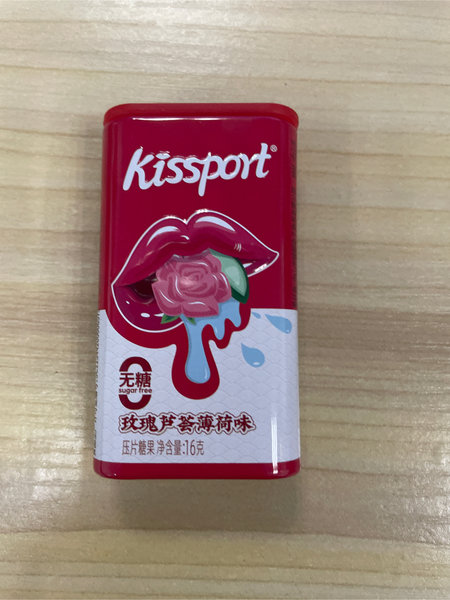 Kissport®
0
无糖
sugar free
玫瑰芦荟薄荷味
压片糖果 净含量:16克